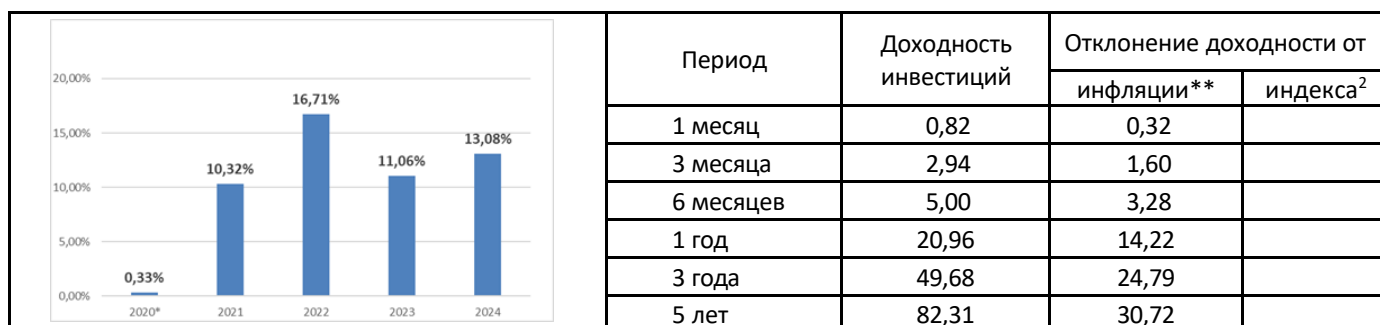 20,00%
15,00%
10,00%
5,00%
0,00%
0,33%
10,32%
16,71%
11,06%
13,08%
2020* 2021 2022 2023 2024
Период Доходность инвестиций Отклонение доходности от
инфляции** индекса²
1 месяц 0,82 0,32
3 месяца 2,94 1,60
6 месяцев 5,00 3,28
1 год 20,96 14,22
3 года 49,68 24,79
5 лет 82,31 30,72